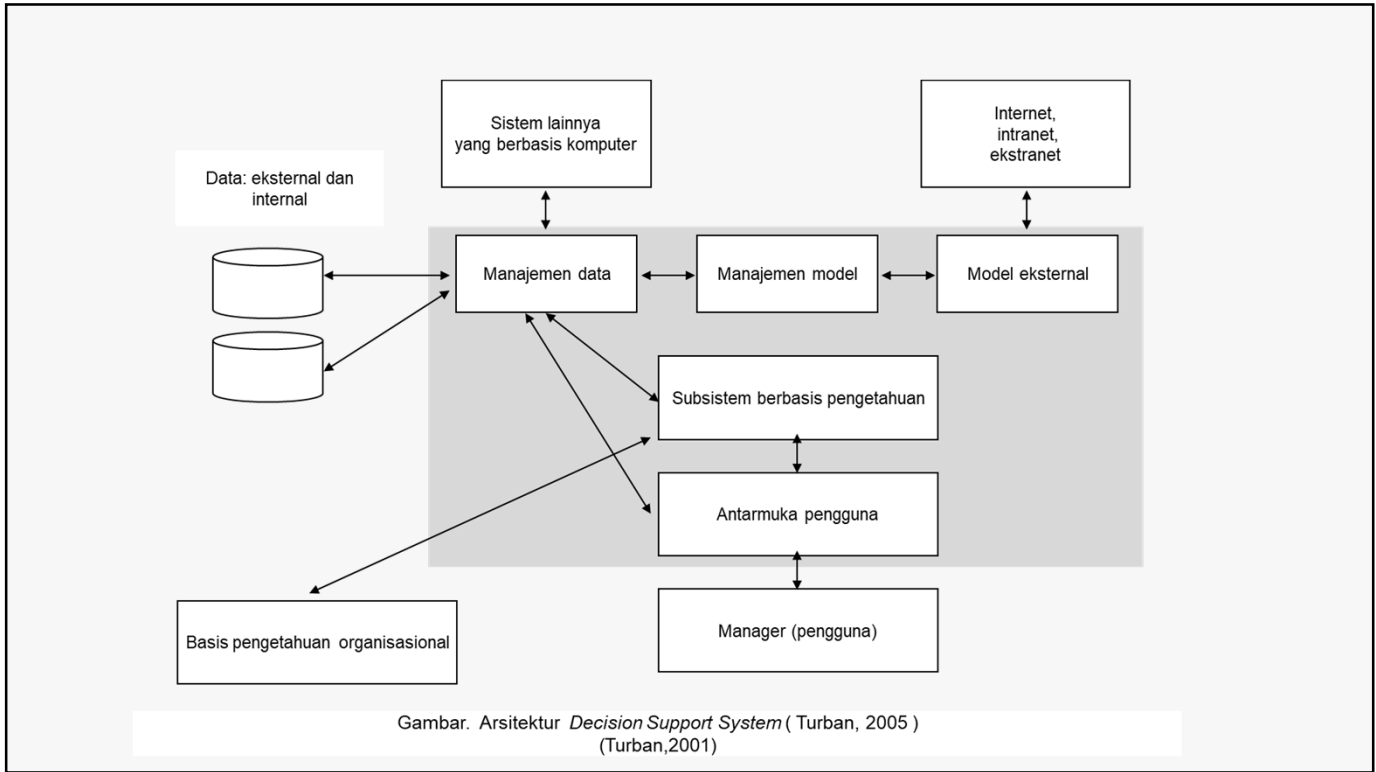 Sistem lainnya
yang berbasis komputer
Internet,
intranet,
ekstranet
Data: eksternal dan
internal
Manajemen data
Manajemen model
Model eksternal
Subsistem berbasis pengetahuan
Antarmuka pengguna
Basis pengetahuan organisasional
Manager (pengguna)
Gambar. Arsitektur Decision Support System ( Turban, 2005 )
(Turban,2001)